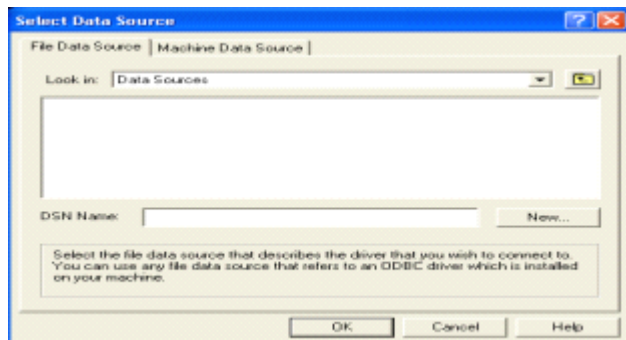 Select Data Source
File Data Source Machine Data Source
Look in: Data Sources
DSN Name: New...
Select the file data source that describes the driver that you wish to connect to.
You can use any file data source that refers to an ODBC driver which is installed
on your machine.
OK Cancel Help